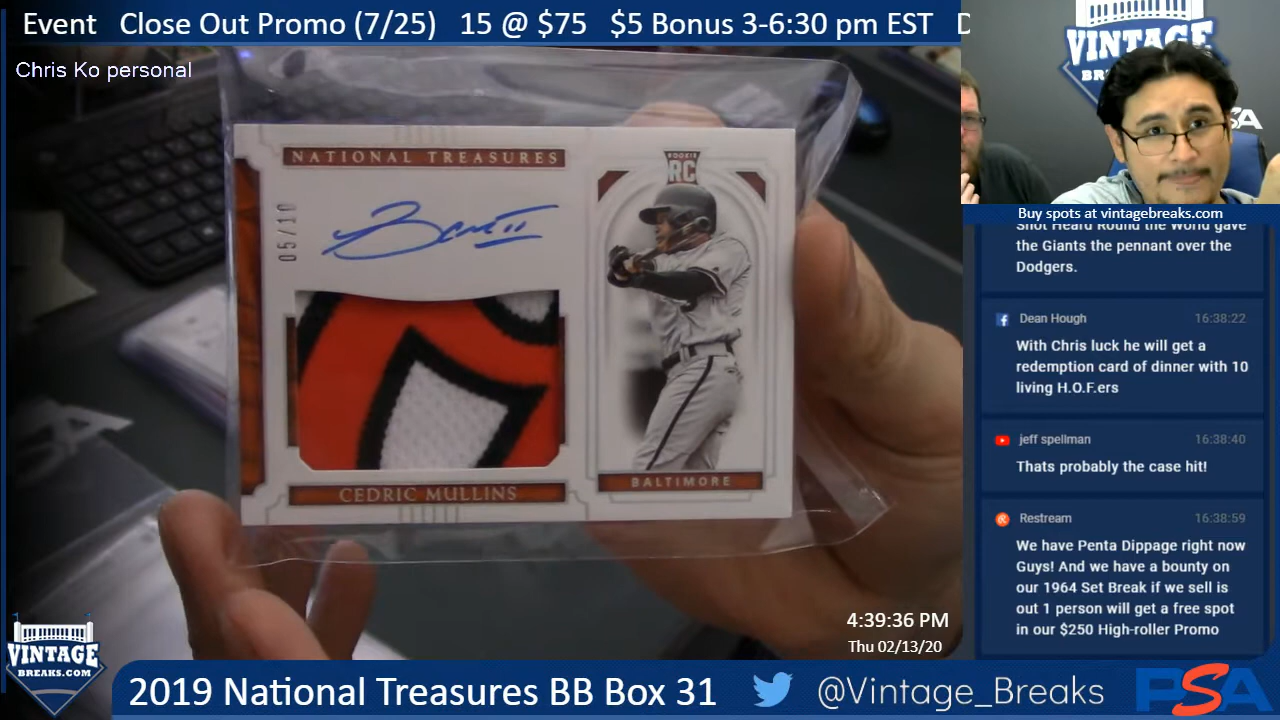 Event Close Out Promo (7/25) 15 @ $75 $5 Bonus 3-6:30 pm EST D
Chris Ko personal
NATIONAL TREASURES
ROOKIE
RC
05/10
CEDRIC MULLINS
BALTIMORE
VINTAGE
Buy spots at vintagebreaks.com
Shot Heard Round the World gave
the Giants the pennant over the
Dodgers.
Dean Hough 16:38:22
With Chris luck he will get a
redemption card of dinner with 10
living H.O.F.ers
jeff spellman 16:38:40
Thats probably the case hit!
Restream 16:38:59
We have Penta Dippage right now
Guys! And we have a bounty on
our 1964 Set Break if we sell is
out 1 person will get a free spot
in our $250 High-roller Promo
4:39:36 PM
Thu 02/13/20
VINTAGE
BREAKS.COM
2019 National Treasures BB Box 31
@Vintage_Breaks
PSA